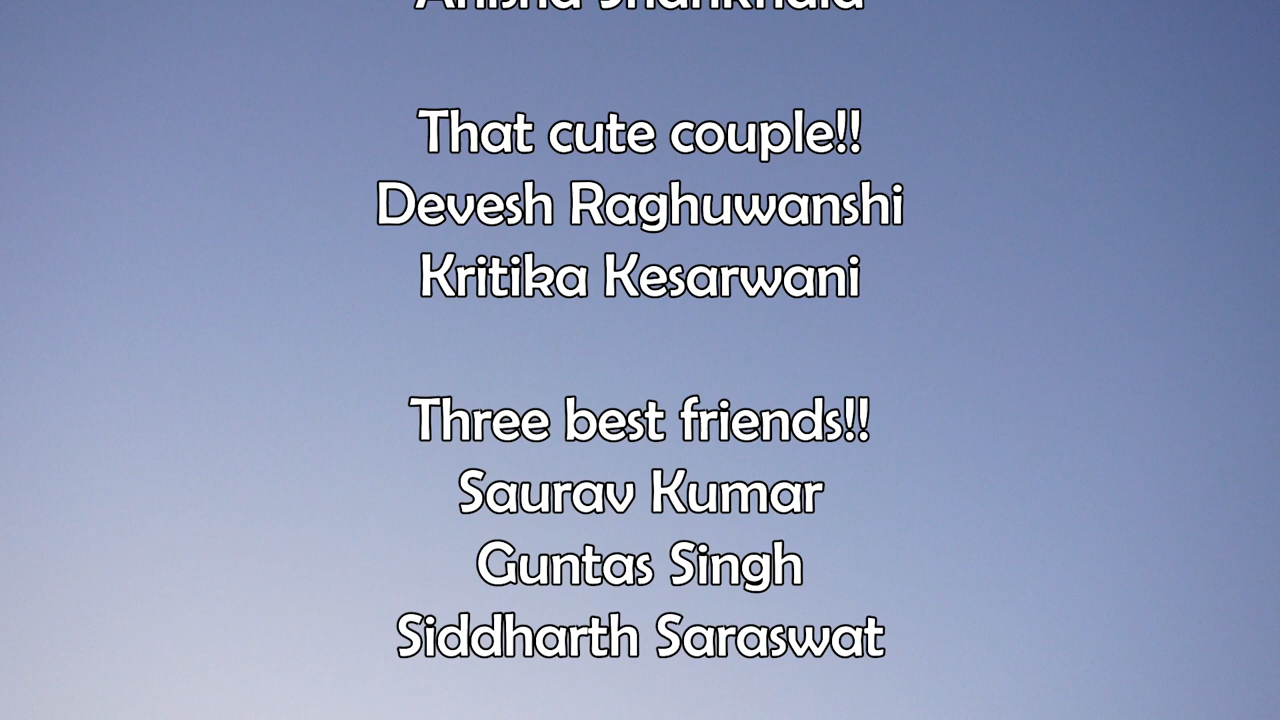 That cute couple!!
Devesh Raghuwanshi
Kritika Kesarwani
Three best friends!!
Saurav Kumar
Guntas Singh
Siddharth Saraswat